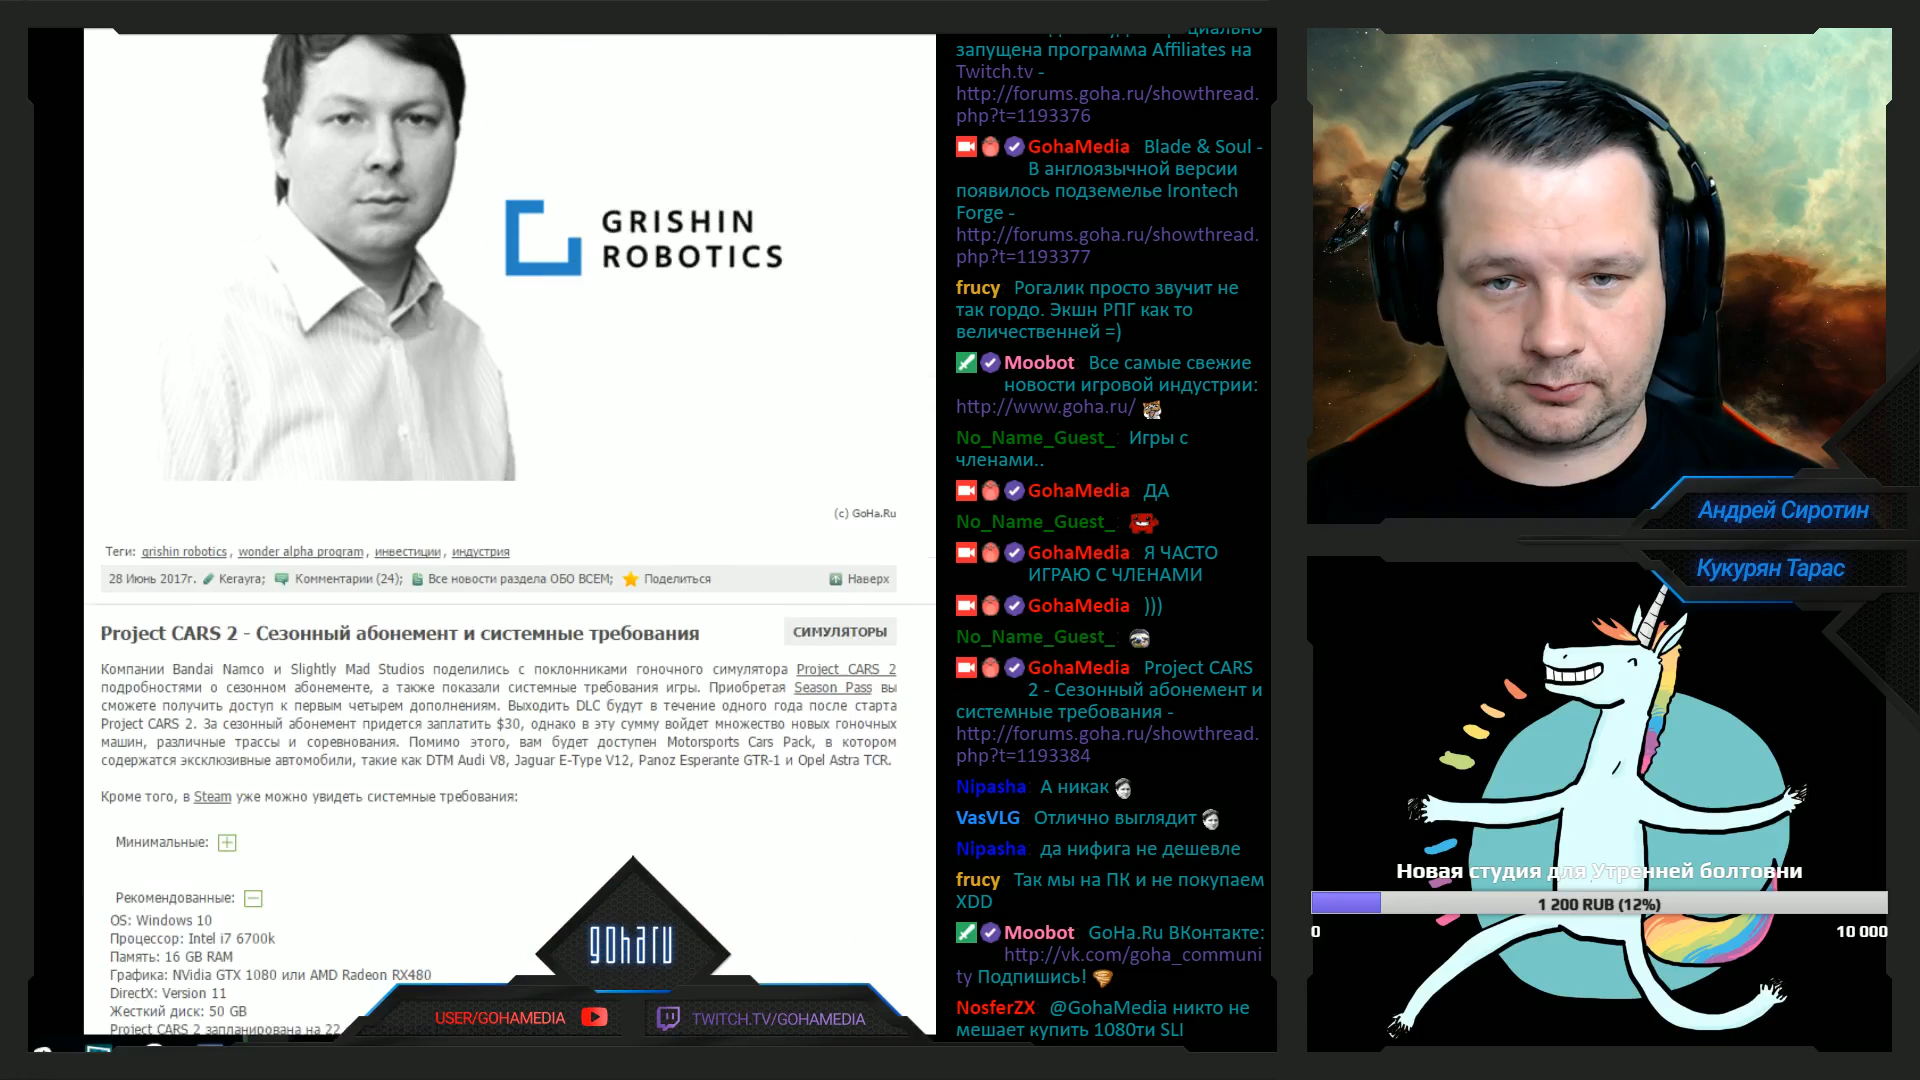 GRISHIN
ROBOTICS
(c) GoHa.Ru
Теги: grishin robotics, wonder alpha program, инвестиции, индустрия
28 Июнь 2017г. Kerayra; Комментарии (24); Все новости раздела ОБО ВСЕМ; Поделиться Наверх
Project CARS 2 - Сезонный абонемент и системные требования
СИМУЛЯТОРЫ
Компании Bandai Namco и Slightly Mad Studios поделились с поклонниками гоночного симулятора Project CARS 2
подробностями о сезонном абонементе, а также показали системные требования игры. Приобретая Season Pass вы
сможете получить доступ к первым четырем дополнениям. Выходить DLC будут в течение одного года после старта
Project CARS 2. За сезонный абонемент придется заплатить $30, однако в эту сумму войдет множество новых гоночных
машин, различные трассы и соревнования. Помимо этого, вам будет доступен Motorsports Cars Pack, в котором
содержатся эксклюзивные автомобили, такие как DTM Audi V8, Jaguar E-Type V12, Panoz Esperante GTR-1 и Opel Astra TCR.
Кроме того, в Steam уже можно увидеть системные требования:
Минимальные:
Рекомендованные:
OS: Windows 10
Процессор: Intel i7 6700k
Память: 16 GB RAM
Графика: NVidia GTX 1080 или AMD Radeon RX480
DirectX: Version 11
Жесткий диск: 50 GB
Project CARS 2 запланирована на 22
goharu
USER/GOHAMEDIA
TWITCH.TV/GOHAMEDIA
запущена программа Affiliates на
Twitch.tv -
http://forums.goha.ru/showthread.
php?t=1193376
GohaMedia Blade & Soul -
В англоязычной версии
появилось подземелье Irontech
Forge -
http://forums.goha.ru/showthread.
php?t=1193377
frucy Рогалик просто звучит не
так гордо. Экшн РПГ как то
величественней =)
Moobot Все самые свежие
новости игровой индустрии:
http://www.goha.ru/
No_Name_Guest_: Игры с
членами..
GohaMedia ДА
No_Name_Guest_:
GohaMedia Я ЧАСТО
ИГРАЮ С ЧЛЕНАМИ
GohaMedia )))
No_Name_Guest_:
GohaMedia Project CARS
2 - Сезонный абонемент и
системные требования -
http://forums.goha.ru/showthread.
php?t=1193384
Nipasha: А никак
VasVLG Отлично выглядит
Nipasha: да нифига не дешевле
frucy Так мы на ПК и не покупаем
XDD
Moobot GoHa.Ru ВКонтакте:
http://vk.com/goha_communi
ty Подпишись!
NosferZX @GohaMedia никто не
мешает купить 1080ти SLI
Андрей Сиротин
Кукурян Тарас
Новая студия для Утренней болтовни
1 200 RUB (12%)
0 10 000